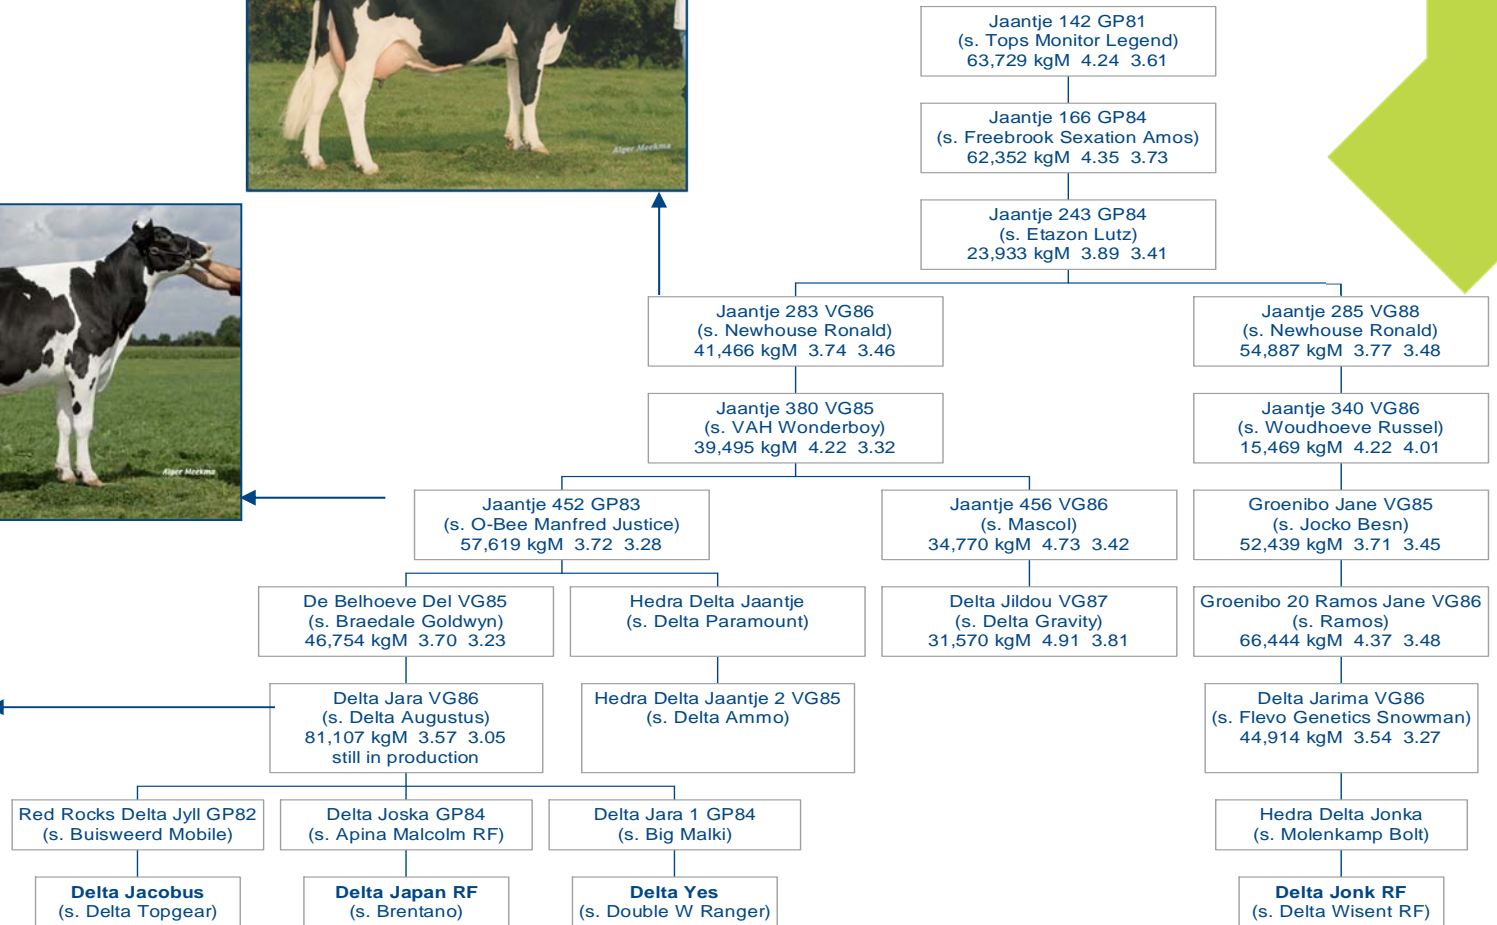 Jaantje 142 GP81
(s. Tops Monitor Legend)
63,729 kgM 4.24 3.61
Jaantje 166 GP84
(s. Freebrook Sexation Amos)
62,352 kgM 4.35 3.73
Alger Meekma
Jaantje 243 GP84
(s. Etazon Lutz)
23,933 kgM 3.89 3.41
Jaantje 283 VG86
(s. Newhouse Ronald)
41,466 kgM 3.74 3.46
Jaantje 285 VG88
(s. Newhouse Ronald)
54,887 kgM 3.77 3.48
Jaantje 380 VG85
(s. VAH Wonderboy)
39,495 kgM 4.22 3.32
Jaantje 340 VG86
(s. Woudhoeve Russel)
15,469 kgM 4.22 4.01
Alger Meekma
Jaantje 452 GP83
(s. O-Bee Manfred Justice)
57,619 kgM 3.72 3.28
Jaantje 456 VG86
(s. Mascol)
34,770 kgM 4.73 3.42
Groenibo Jane VG85
(s. Jocko Besn)
52,439 kgM 3.71 3.45
De Belhoeve Del VG85
(s. Braedale Goldwyn)
46,754 kgM 3.70 3.23
Hedra Delta Jaantje
(s. Delta Paramount)
Delta Jildou VG87
(s. Delta Gravity)
31,570 kgM 4.91 3.81
Groenibo 20 Ramos Jane VG86
(s. Ramos)
66,444 kgM 4.37 3.48
Delta Jara VG86
(s. Delta Augustus)
81,107 kgM 3.57 3.05
still in production
Hedra Delta Jaantje 2 VG85
(s. Delta Ammo)
Delta Jarima VG86
(s. Flevo Genetics Snowman)
44,914 kgM 3.54 3.27
Red Rocks Delta Jyll GP82
(s. Buisweerd Mobile)
Delta Joska GP84
(s. Apina Malcolm RF)
Delta Jara 1 GP84
(s. Big Malki)
Hedra Delta Jonka
(s. Molenkamp Bolt)
Delta Jacobus
(s. Delta Topgear)
Delta Japan RF
(s. Brentano)
Delta Yes
(s. Double W Ranger)
Delta Jonk RF
(s. Delta Wisent RF)